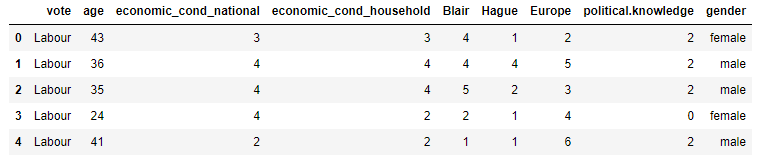 vote age economic_cond_national economic_cond_household Blair Hague Europe political.knowledge gender
0 Labour 43 3 3 4 1 2 2 female
1 Labour 36 4 4 4 4 5 2 male
2 Labour 35 4 4 5 2 3 2 male
3 Labour 24 4 2 2 1 4 0 female
4 Labour 41 2 2 1 1 6 2 male